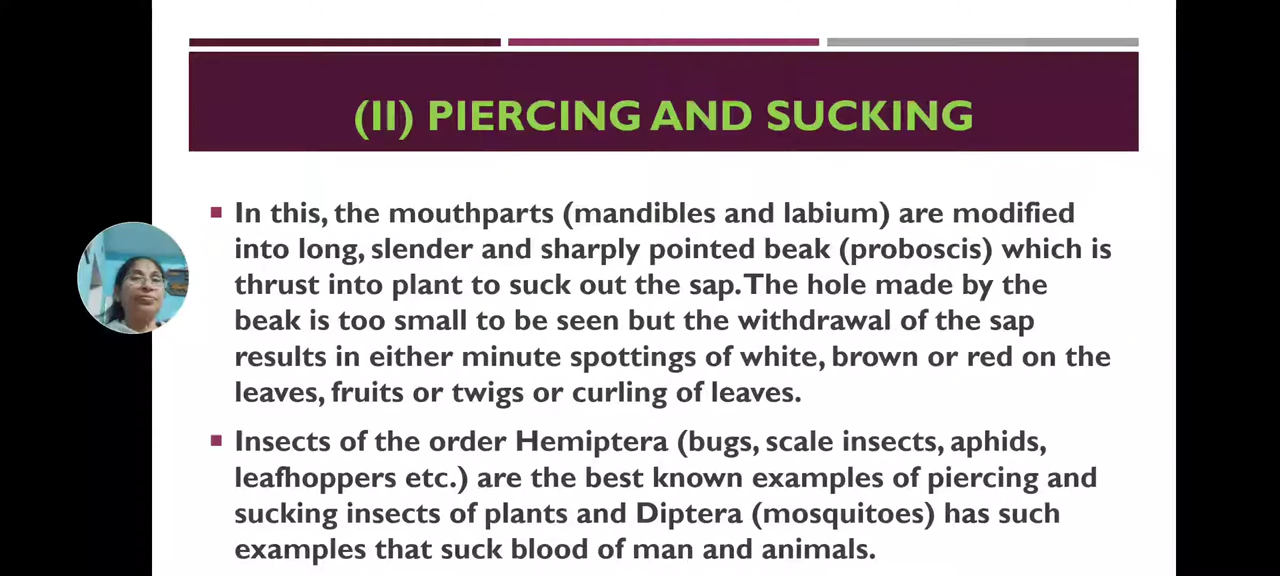 (II) PIERCING AND SUCKING
In this, the mouthparts (mandibles and labium) are modified
into long, slender and sharply pointed beak (proboscis) which is
thrust into plant to suck out the sap. The hole made by the
beak is too small to be seen but the withdrawal of the sap
results in either minute spottings of white, brown or red on the
leaves, fruits or twigs or curling of leaves.
Insects of the order Hemiptera (bugs, scale insects, aphids,
leafhoppers etc.) are the best known examples of piercing and
sucking insects of plants and Diptera (mosquitoes) has such
examples that suck blood of man and animals.